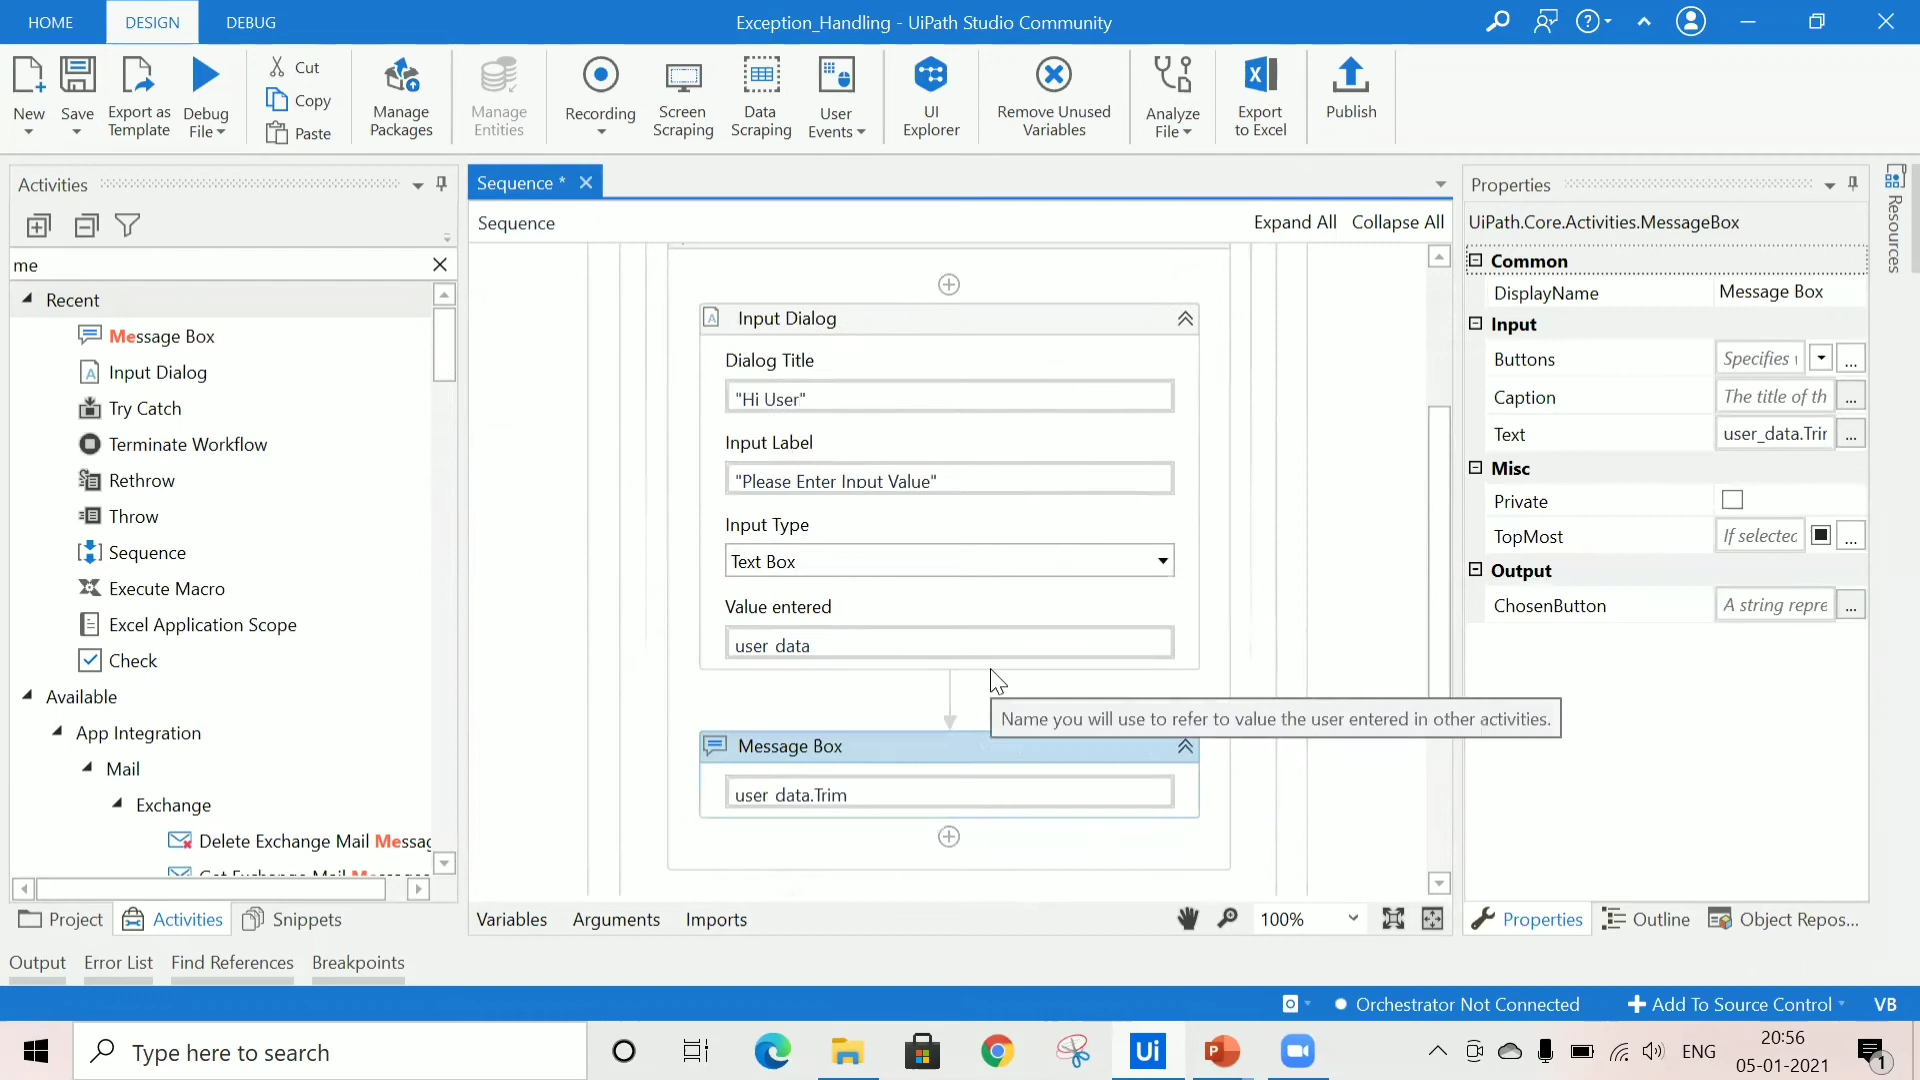 HOME
DESIGN
DEBUG
Exception_Handling - UiPath Studio Community
New
Save
Export as
Template
Debug
File
Cut
Copy
Paste
Manage
Packages
Manage
Entities
Recording
Screen
Scraping
Data
Scraping
User
Events
UI
Explorer
Remove Unused
Variables
Analyze
File
Export
to Excel
Publish
Activities
me
Recent
Message Box
Input Dialog
Try Catch
Terminate Workflow
Rethrow
Throw
Sequence
Execute Macro
Excel Application Scope
Check
Available
App Integration
Mail
Exchange
Delete Exchange Mail Messag
Project
Activities
Snippets
Sequence *
Sequence
Expand All
Collapse All
Input Dialog
Dialog Title
"Hi User"
Input Label
"Please Enter Input Value"
Input Type
Text Box
Value entered
user_data
Name you will use to refer to value the user entered in other activities.
Message Box
user_data.Trim
Variables
Arguments
Imports
100%
Properties
UiPath.Core.Activities.MessageBox
Common
DisplayName
Message Box
Input
Buttons
Specifies
...
Caption
The title of th
...
Text
user_data.Trir
...
Misc
Private
TopMost
If selected
...
Output
ChosenButton
A string repre
...
Resources
Properties
Outline
Object Repos...
Output
Error List
Find References
Breakpoints
Orchestrator Not Connected
Add To Source Control
VB
Type here to search
Ui
ENG
20:56
05-01-2021
1